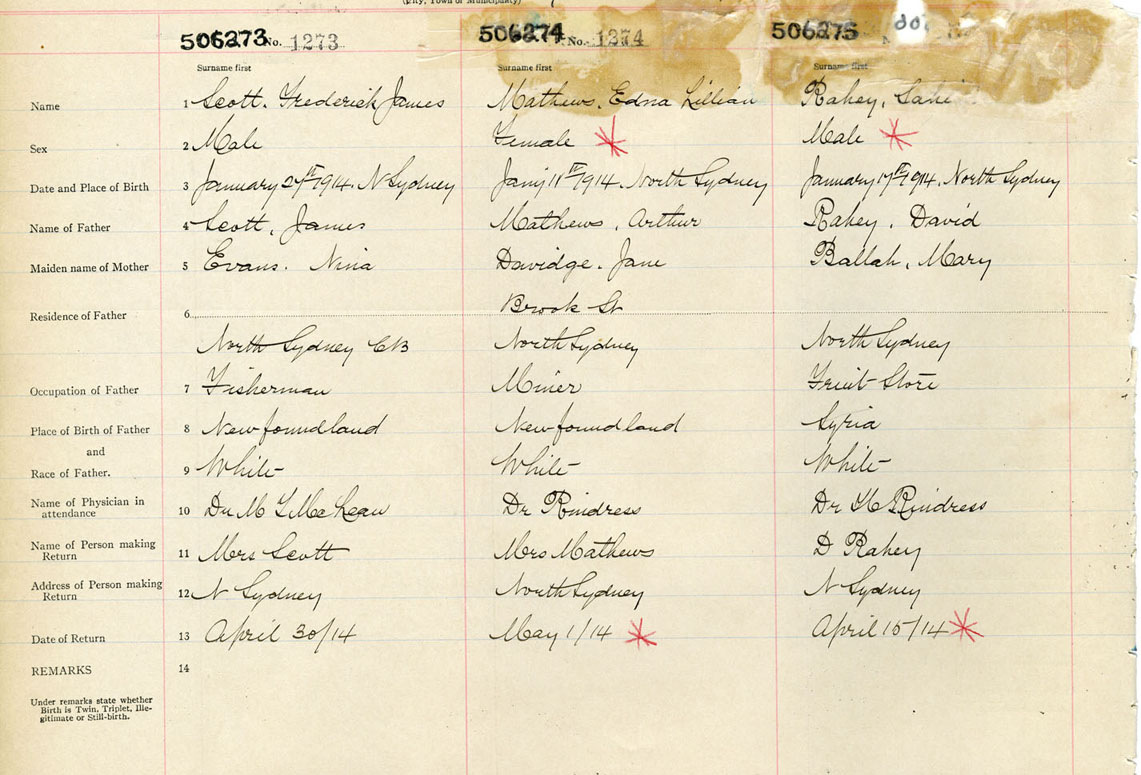 (City, Town or Municipality)
506273 No. 1273 506274 No. 1274 506275
Surname first Surname first Surname first
Name 1 Scott, Frederick James Mathews, Edna Lillian Rahey,
Sex 2 Male Female Male
Date and Place of Birth 3 January 1914. N Sydney Jany 11th 1914. North Sydney January 17th 1914. North Sydney
Name of Father 4 Scott, James Mathews, Arthur Rahey, David
Maiden name of Mother 5 Evans. Nina Davidge. Jane Ballah, Mary
Brook St
Residence of Father 6
North Sydney CB North Sydney North Sydney
Occupation of Father 7 Fisherman Miner Fruit Store
Place of Birth of Father 8 Newfoundland Newfoundland Syria
and
Race of Father. 9 White White White
Name of Physician in attendance 10 McLean Dr Rindress Dr Rindress
Name of Person making Return 11 Mrs Scott Mrs Mathews D Rahey
Address of Person making Return 12 N Sydney North Sydney N Sydney
Date of Return 13 April 30/14 May 1/14 April 15/14
REMARKS 14
Under remarks state whether
Birth is Twin, Triplet, Ille-
gitimate or Still-birth.